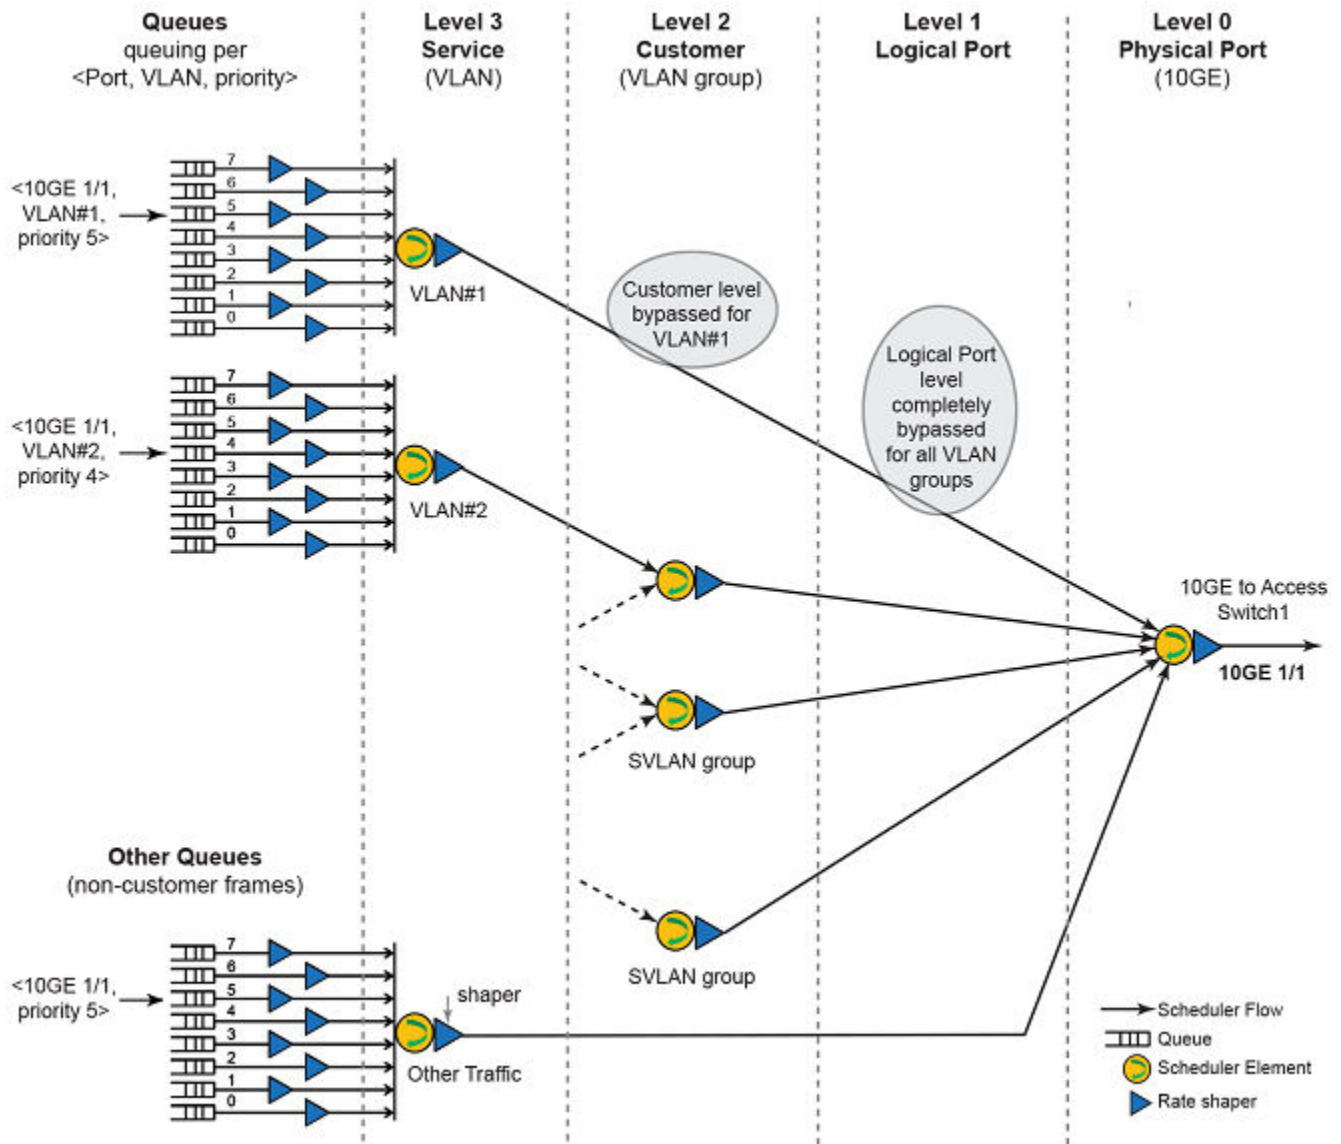 Queues
queuing per
<Port, VLAN, priority>
Level 3
Service
(VLAN)
Level 2
Customer
(VLAN group)
Level 1
Logical Port
Level 0
Physical Port
(10GE)
<10GE 1/1,
VLAN#1,
priority 5>
7
6
5
4
3
2
1
0
VLAN#1
Customer level
bypassed for
VLAN#1
Logical Port
level
completely
bypassed
for all VLAN
groups
<10GE 1/1,
VLAN#2,
priority 4>
7
6
5
4
3
2
1
0
VLAN#2
10GE to Access
Switch1
10GE 1/1
SVLAN group
SVLAN group
Other Queues
(non-customer frames)
<10GE 1/1,
priority 5>
7
6
5
4
3
2
1
0
shaper
Other Traffic
Scheduler Flow
Queue
Scheduler Element
Rate shaper